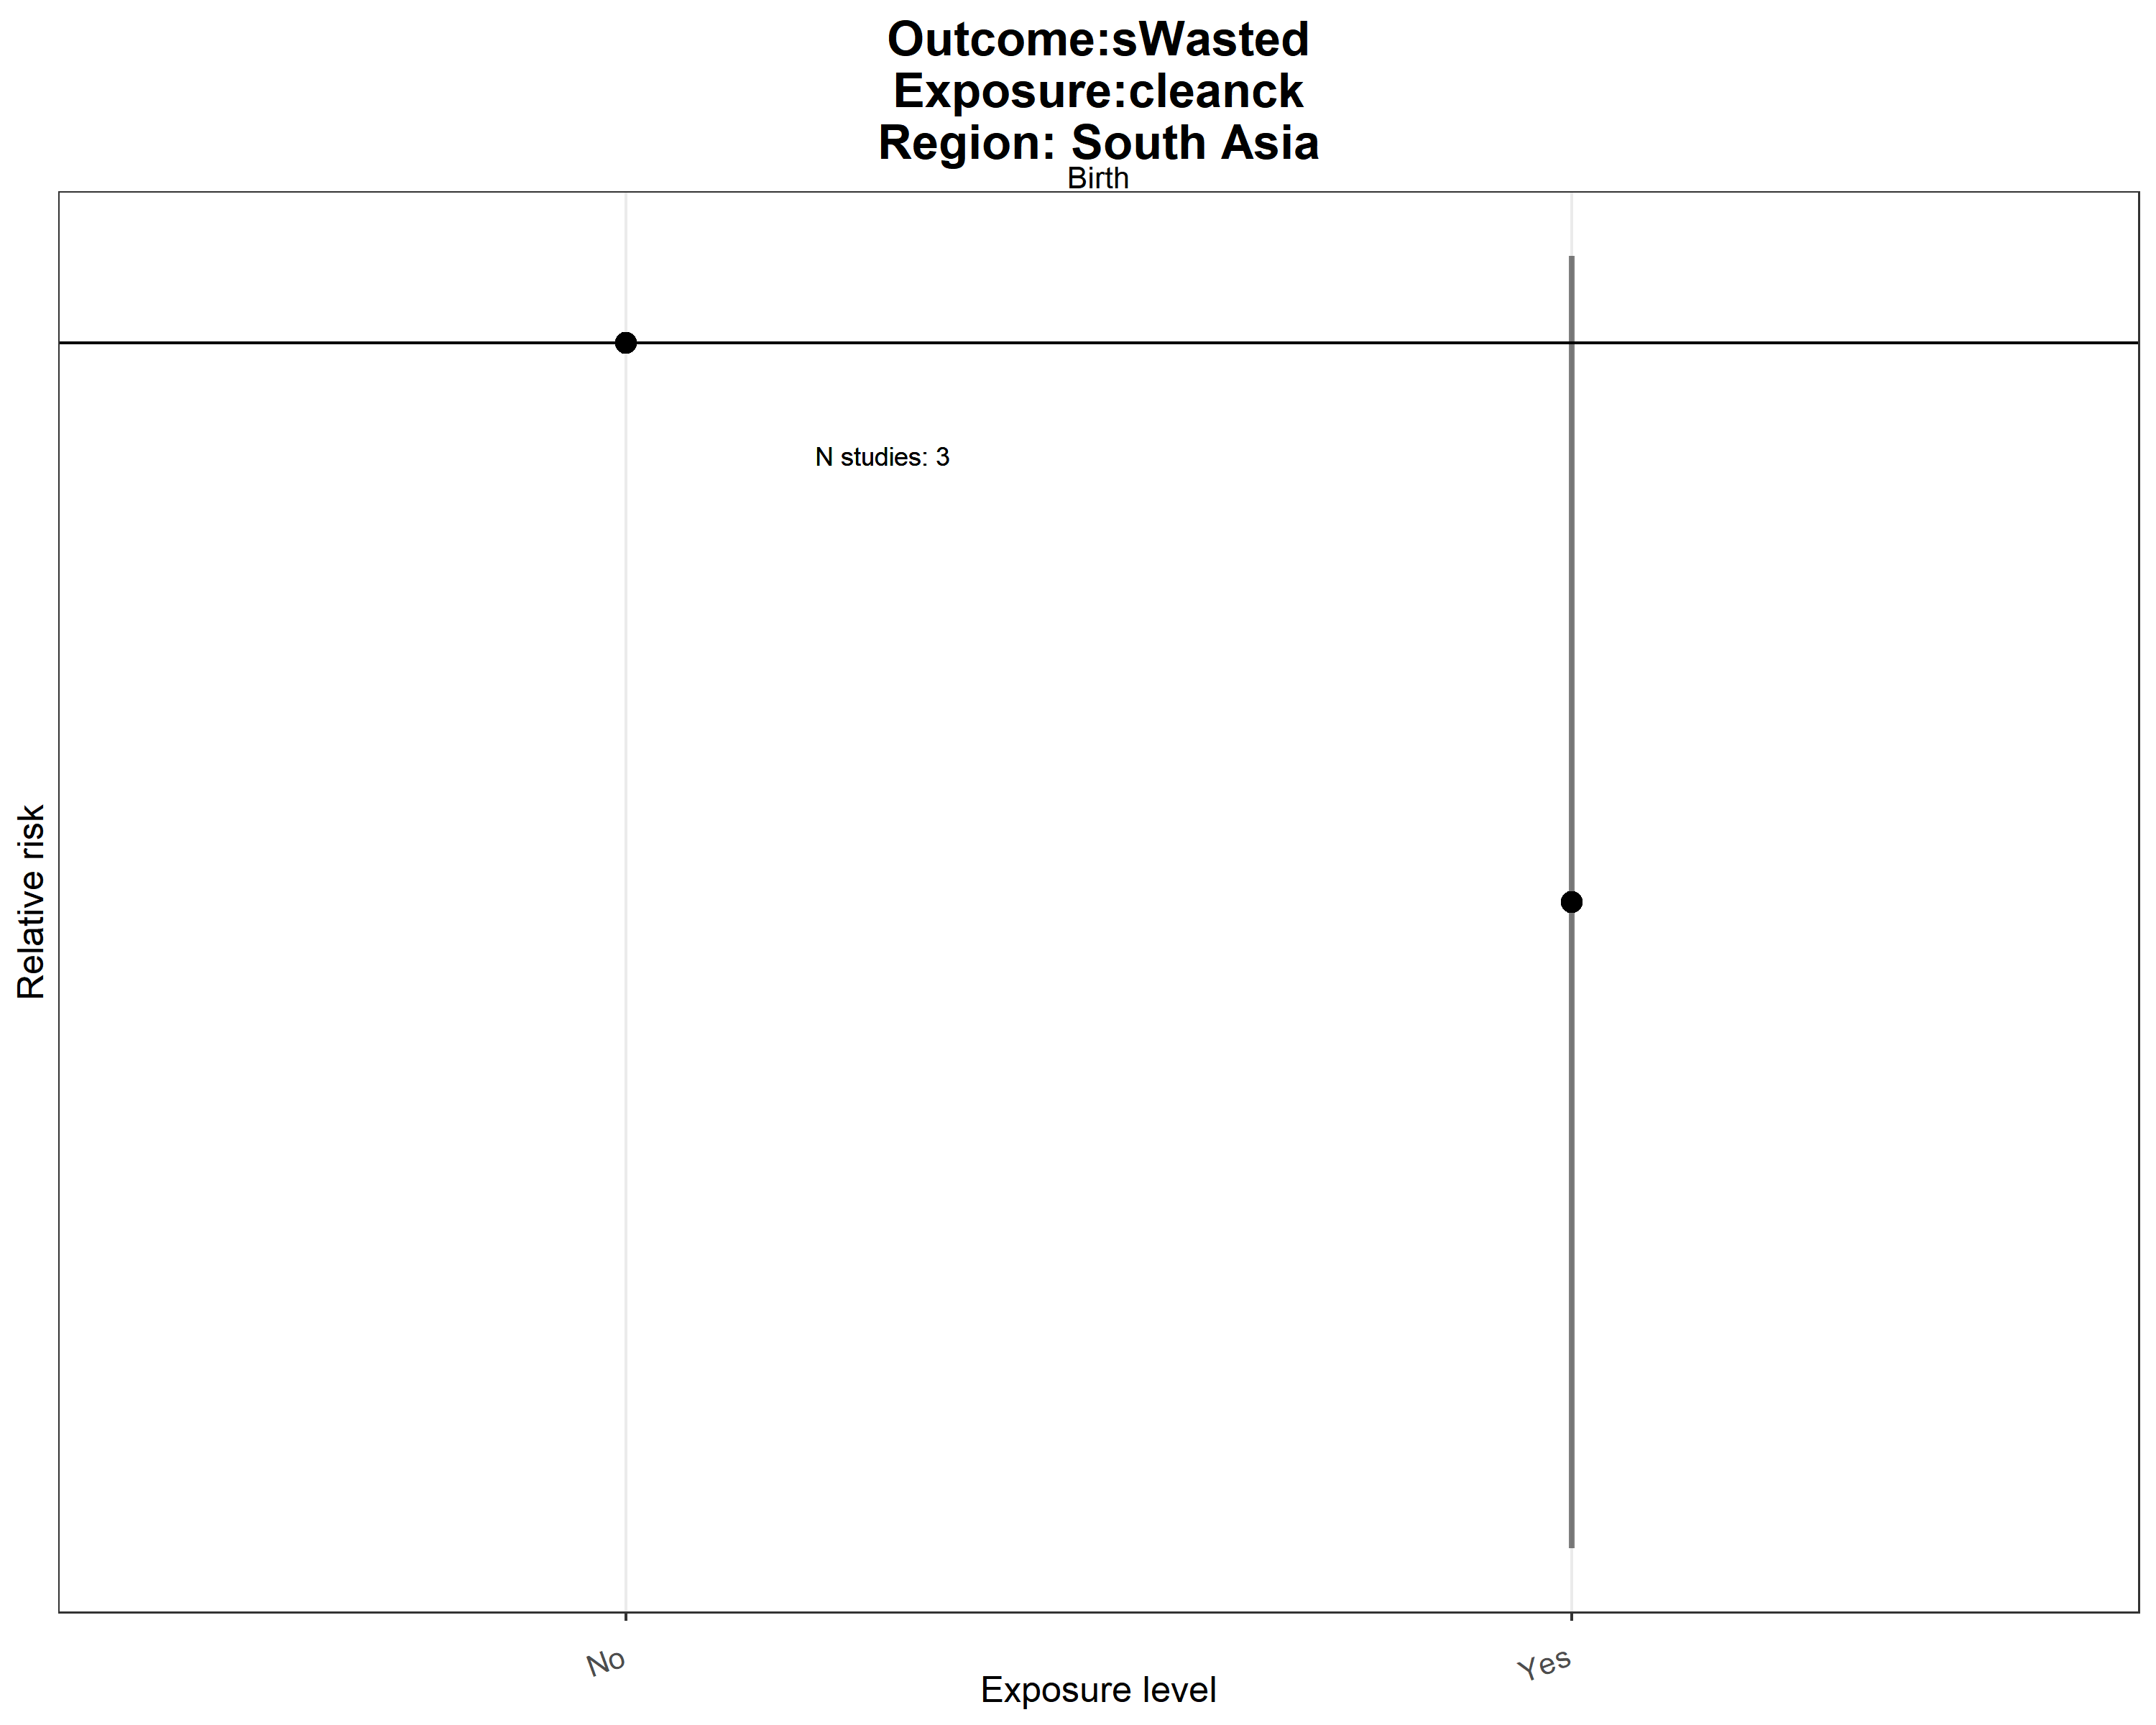 Outcome:sWasted
Exposure:cleanck
Region: South Asia
Birth
N studies: 3
Relative risk
No
Yes
Exposure level